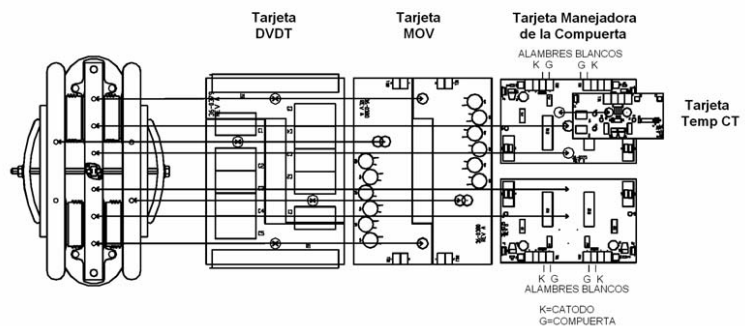 Tarjeta
DVDT
Tarjeta
MOV
Tarjeta Manejadora
de la Compuerta
ALAMBRES BLANCOS
K G G K
Tarjeta
Temp CT
K G G K
ALAMBRES BLANCOS
K=CATODO
G=COMPUERTA